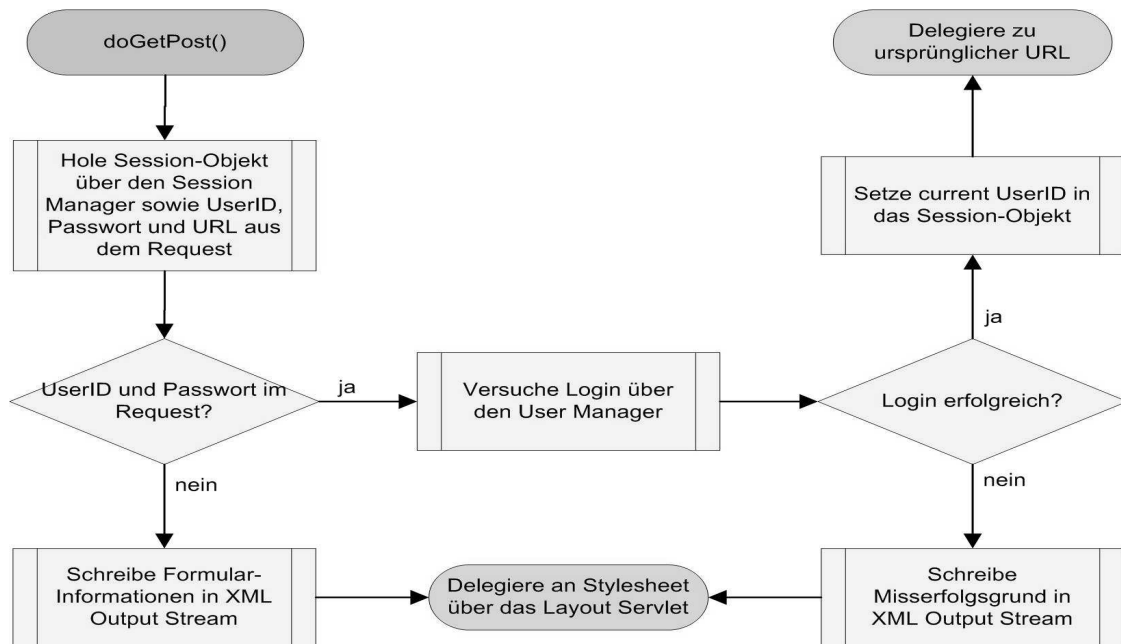 doGetPost()
Hole Session-Objekt
über den Session
Manager sowie UserID,
Passwort und URL aus
dem Request
UserID und Passwort im
Request?
ja
nein
Schreibe Formular-
Informationen in XML
Output Stream
Versuche Login über
den User Manager
Login erfolgreich?
ja
Setze current UserID in
das Session-Objekt
Delegiere zu
ursprünglicher URL
nein
Schreibe
Misserfolgsgrund in
XML Output Stream
Delegiere an Stylesheet
über das Layout Servlet